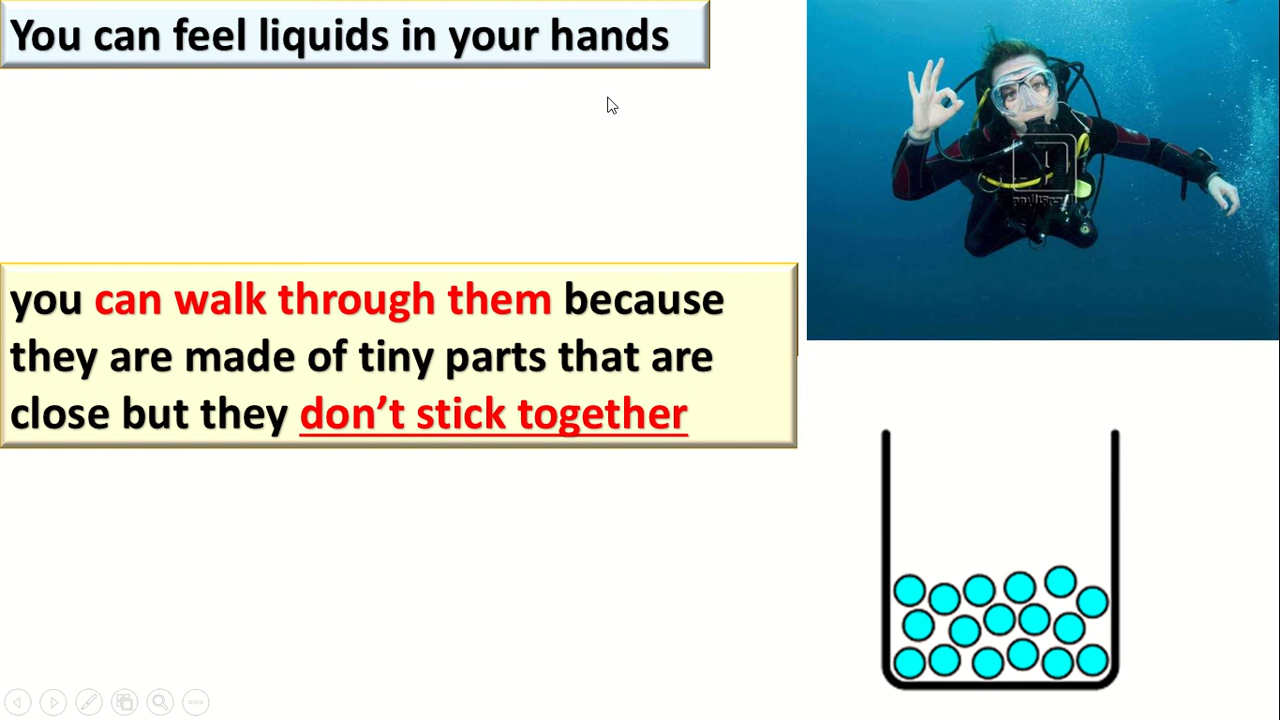 You can feel liquids in your hands
you can walk through them because
they are made of tiny parts that are
close but they don’t stick together